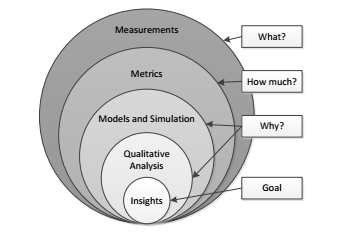 Measurements
What?
Metrics
How much?
Models and Simulation
Why?
Qualitative
Analysis
Goal
Insights